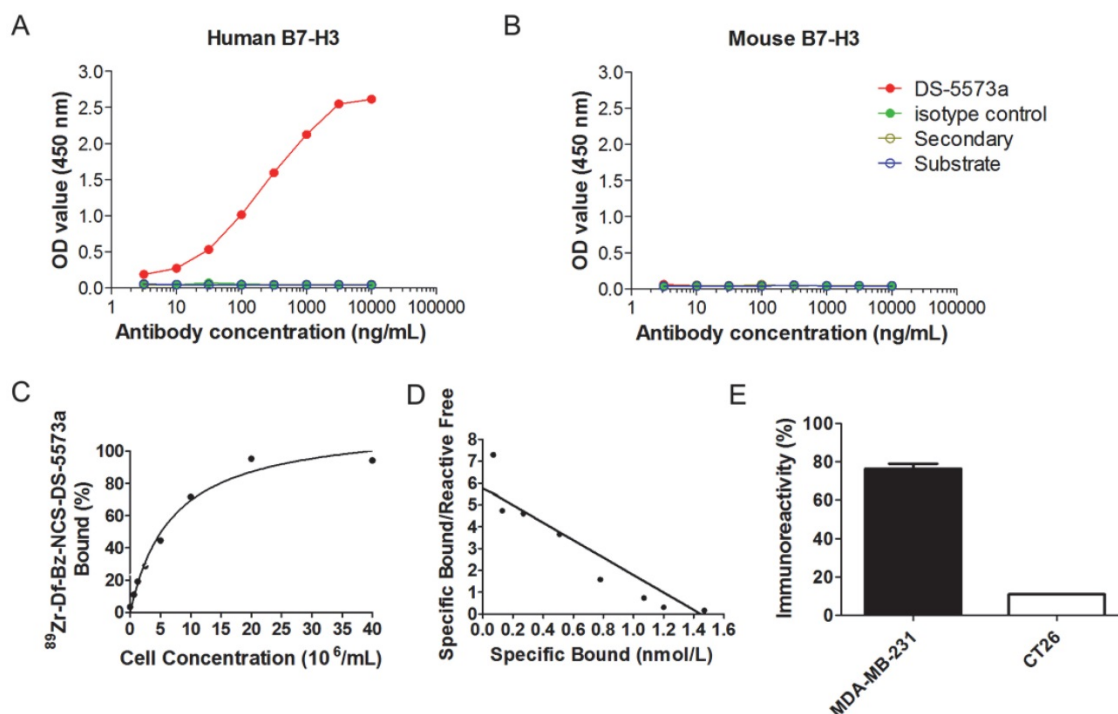 A
Human B7-H3
OD value (450 nm)
3.0
2.5
2.0
1.5
1.0
0.5
0.0
1 10 100 1000 10000 100000
Antibody concentration (ng/mL)
B
Mouse B7-H3
OD value (450 nm)
3.0
2.5
2.0
1.5
1.0
0.5
0.0
1 10 100 1000 10000 100000
Antibody concentration (ng/mL)
DS-5573a
isotype control
Secondary
Substrate
C
89Zr-Df-Bz-NCS-DS-5573a
Bound (%)
100
80
60
40
20
0
0 5 10 20 30 40
Cell Concentration (10 6/mL)
D
Specific Bound/Reactive Free
8
7
6
5
4
3
2
1
0
0.0 0.2 0.4 0.6 0.8 1.0 1.2 1.4 1.6
Specific Bound (nmol/L)
E
Immunoreactivity (%)
100
80
60
40
20
0
MDA-MB-231
CT26